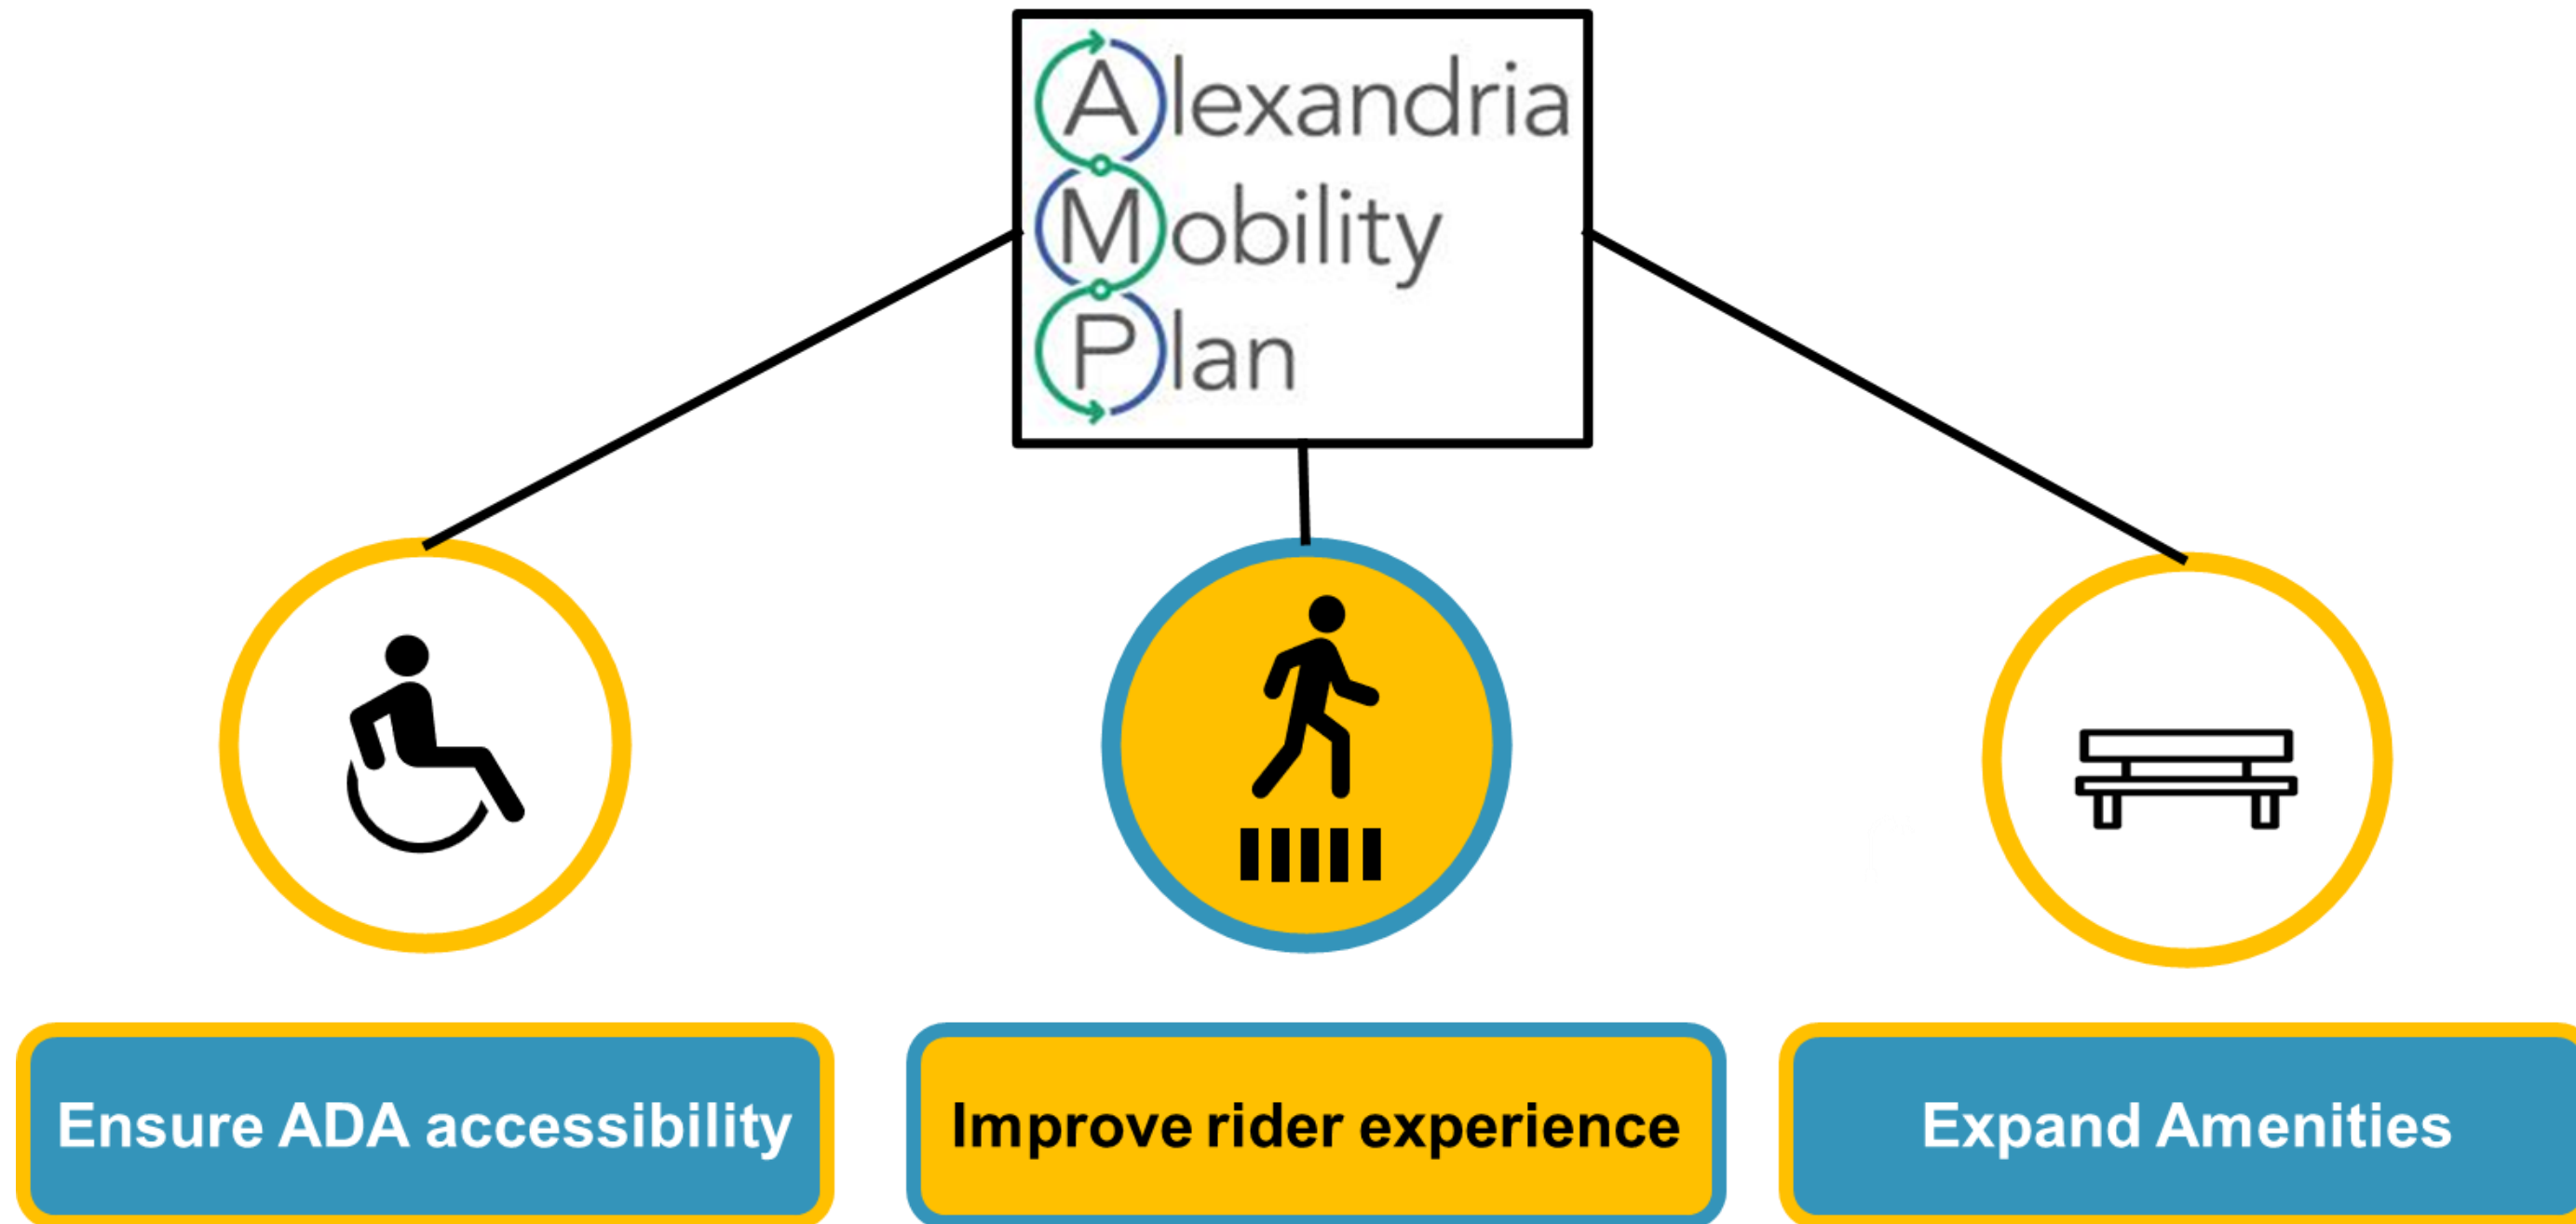 Alexandria
Mobility
Plan
Ensure ADA accessibility
Improve rider experience
Expand Amenities